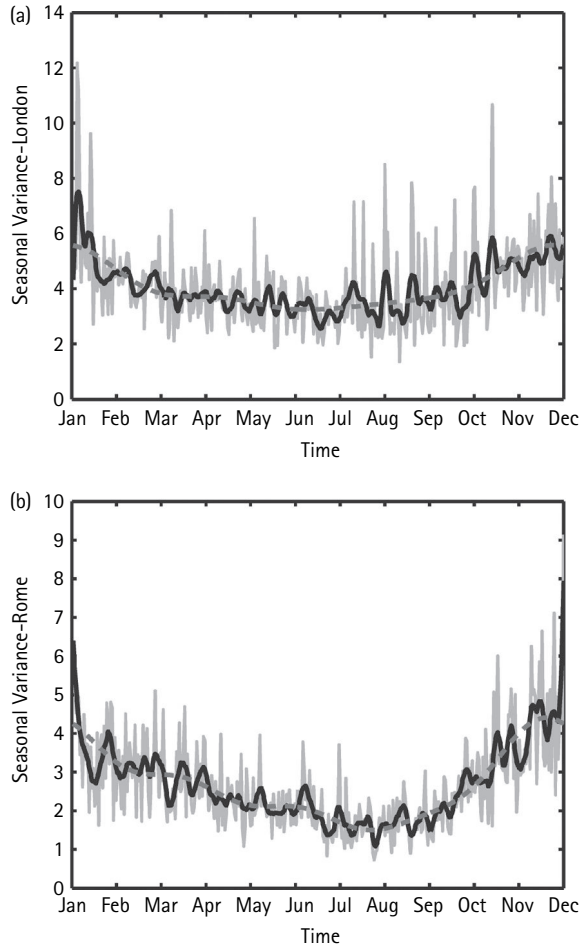 (a)
14
12
10
8
6
4
2
0
Seasonal Variance-London
Jan Feb Mar Apr May Jun Jul Aug Sep Oct Nov Dec
Time
(b)
10
9
8
7
6
5
4
3
2
1
0
Seasonal Variance-Rome
Jan Feb Mar Apr May Jun Jul Aug Sep Oct Nov Dec
Time